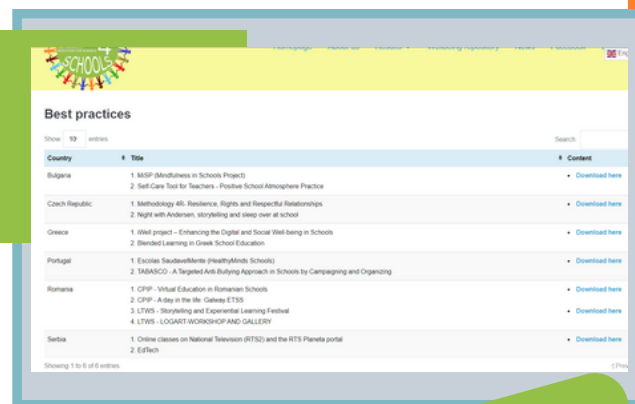 4
SCHOOLS
Homepage About us Results Wellbeing Repository News Facebook
Best practices
Show 10 entries Search:
Country Title Content
Bulgaria 1. MiSP (Mindfulness in Schools Project) Download here
2. Self-Care Tool for Teachers - Positive School Atmosphere Practice
Czech Republic 1. Methodology 4R- Resilience, Rights and Respectful Relationships Download here
2. Night with Andersen, storytelling and sleep over at school
Greece 1. iWell project – Enhancing the Digital and Social Well-being in Schools Download here
2. Blended Learning in Greek School Education
Portugal 1. Escolas SaudavelMente (HealthyMinds Schools) Download here
2. TABASCO - A Targeted Anti-Bullying Approach in Schools by Campaigning and Organizing
Romania 1. CPIP - Virtual Education in Romanian Schools Download here
2. CPIP - A day in the life: Galway ETSS
3. LTWS - Storytelling and Experiential Learning Festival Download here
4. LTWS - LOGART-WORKSHOP AND GALLERY
Serbia 1. Online classes on National Television (RTS2) and the RTS Planeta portal Download here
2. EdTech
Showing 1 to 6 of 6 entries